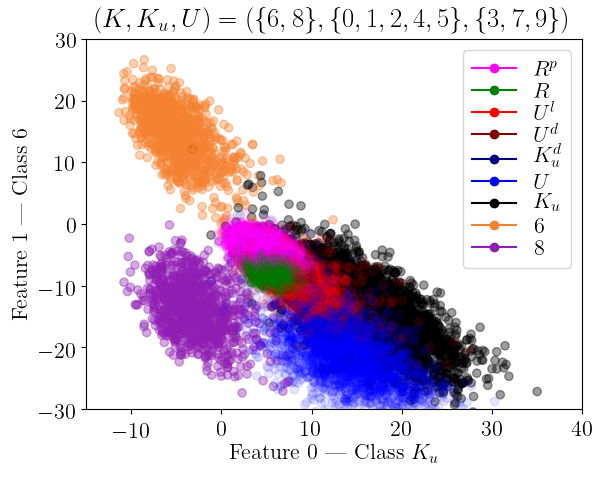 (K, K_u, U) = ({6, 8}, {0, 1, 2, 4, 5}, {3, 7, 9})
30
20
10
0
−10
−20
−30
Feature 1 — Class 6
R^p
R
U^l
U^d
K_u^d
U
K_u
6
8
−10
0
10
20
30
40
Feature 0 — Class K_u